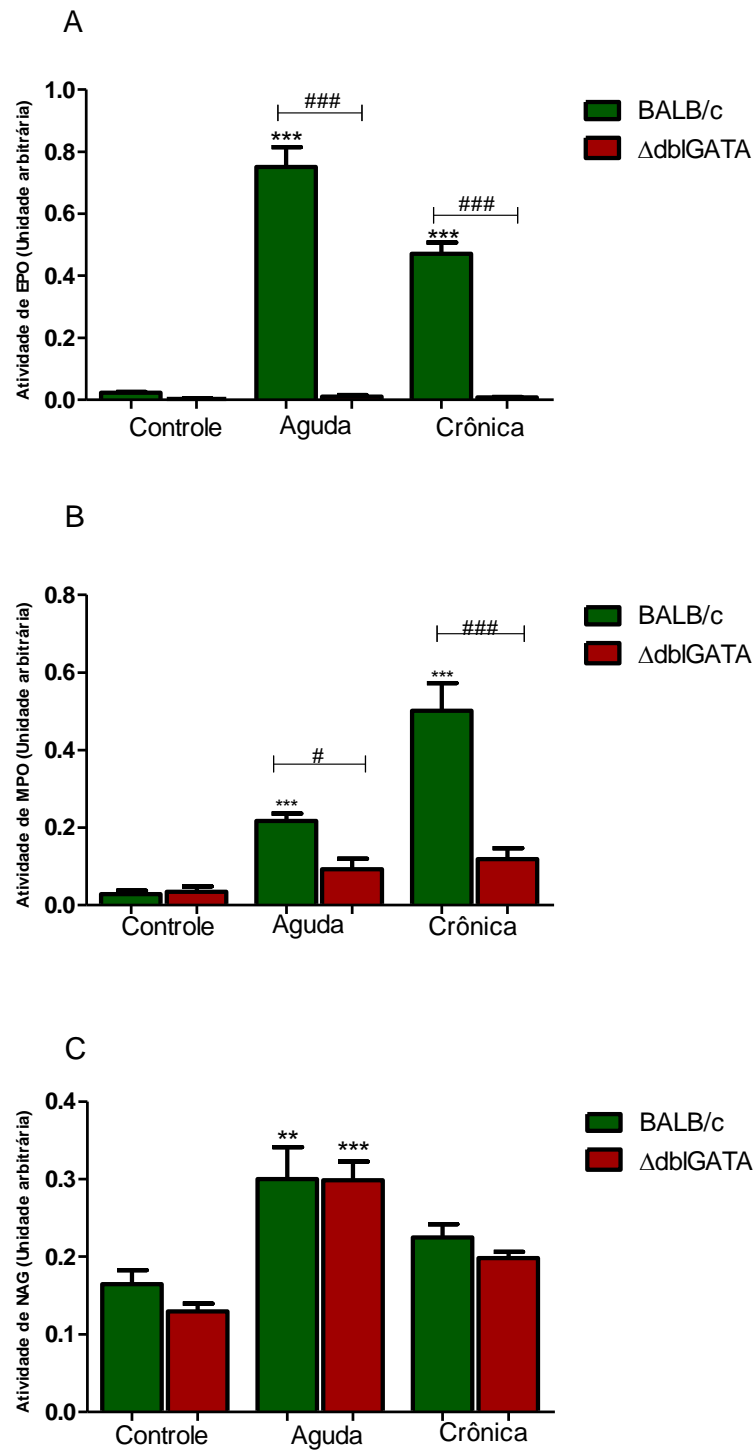 A
Atividade de EPO (Unidade arbitrária)
1.0
0.8
0.6
0.4
0.2
0.0
###
***
###
***
Controle
Aguda
Crônica
BALB/c
ΔdblGATA
B
Atividade de MPO (Unidade arbitrária)
0.8
0.6
0.4
0.2
0.0
###
***
#
***
Controle
Aguda
Crônica
BALB/c
ΔdblGATA
C
Atividade de NAG (Unidade arbitrária)
0.4
0.3
0.2
0.1
0.0
**
***
Controle
Aguda
Crônica
BALB/c
ΔdblGATA